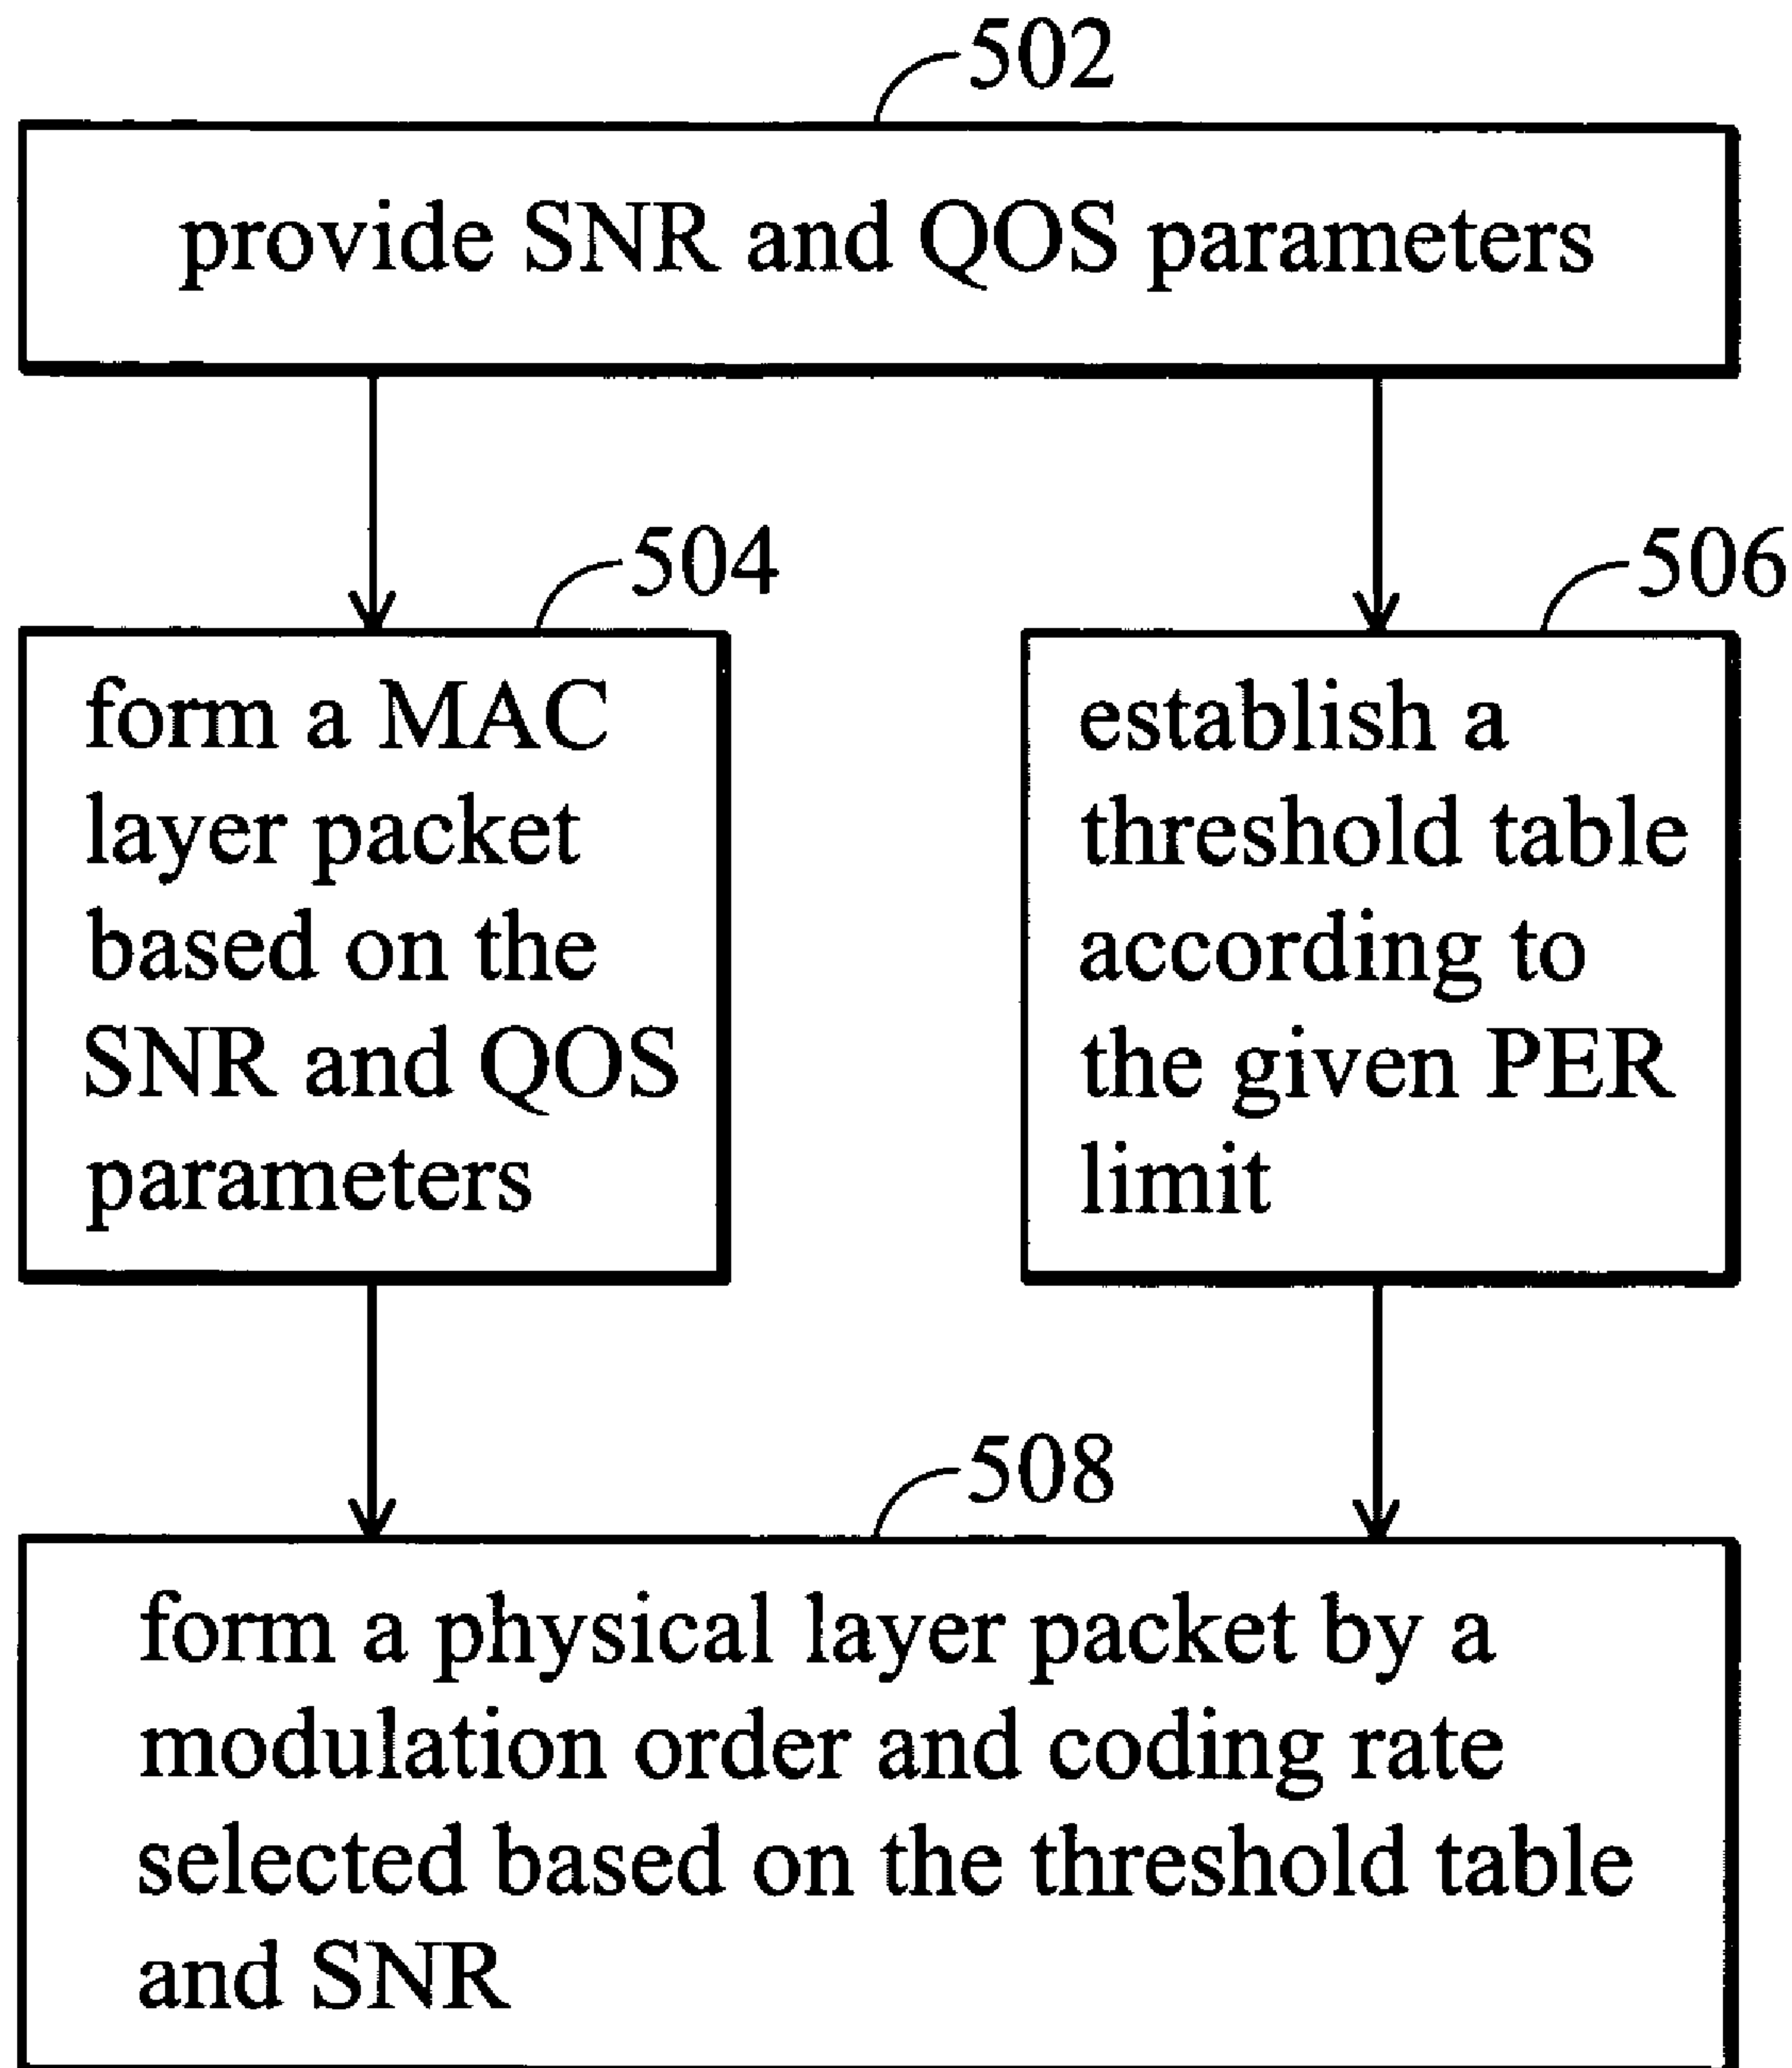 502
provide SNR and QOS parameters
504
form a MAC
layer packet
based on the
SNR and QOS
parameters
506
establish a
threshold table
according to
the given PER
limit
508
form a physical layer packet by a
modulation order and coding rate
selected based on the threshold table
and SNR